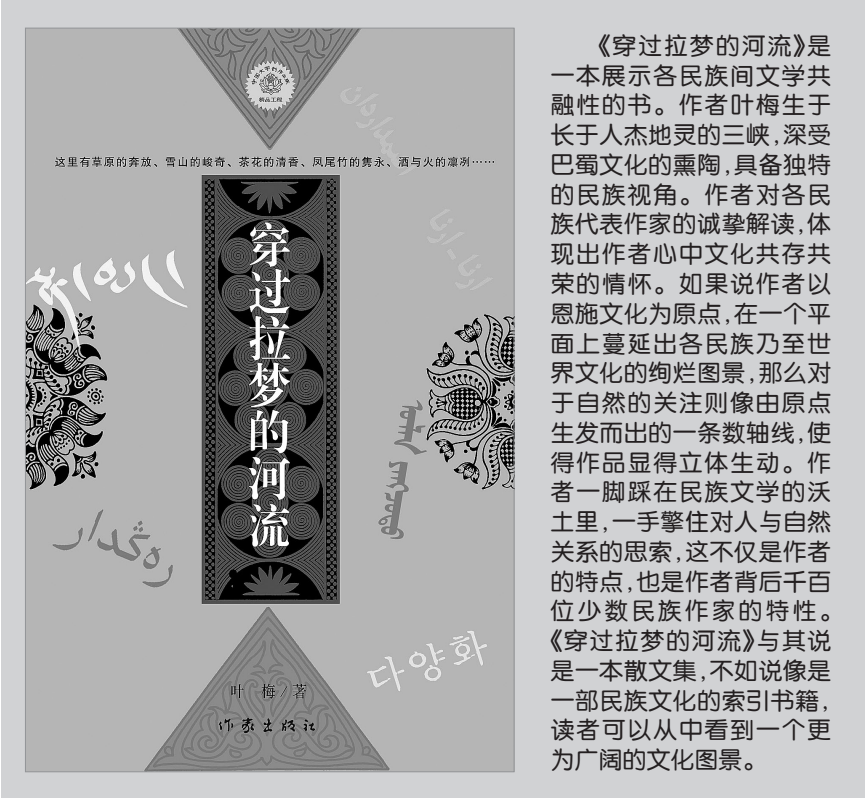 这里有草原的奔放、雪山的峻奇、茶花的清香、凤尾竹的隽永、酒与火的凛冽……
穿过拉梦的河流
다양화
叶 梅/著
作家出版社
精品工程
《穿过拉梦的河流》是
一本展示各民族间文学共
融性的书。作者叶梅生于
长于人杰地灵的三峡,深受
巴蜀文化的熏陶,具备独特
的民族视角。作者对各民
族代表作家的诚挚解读,体
现出作者心中文化共存共
荣的情怀。如果说作者以
恩施文化为原点,在一个平
面上蔓延出各民族乃至世
界文化的绚烂图景,那么对
于自然的关注则像由原点
生发而出的一条数轴线,使
得作品显得立体生动。作
者一脚踩在民族文学的沃
土里,一手擎住对人与自然
关系的思索,这不仅是作者
的特点,也是作者背后千百
位少数民族作家的特性。
《穿过拉梦的河流》与其说
是一本散文集,不如说像是
一部民族文化的索引书籍,
读者可以从中看到一个更
为广阔的文化图景。